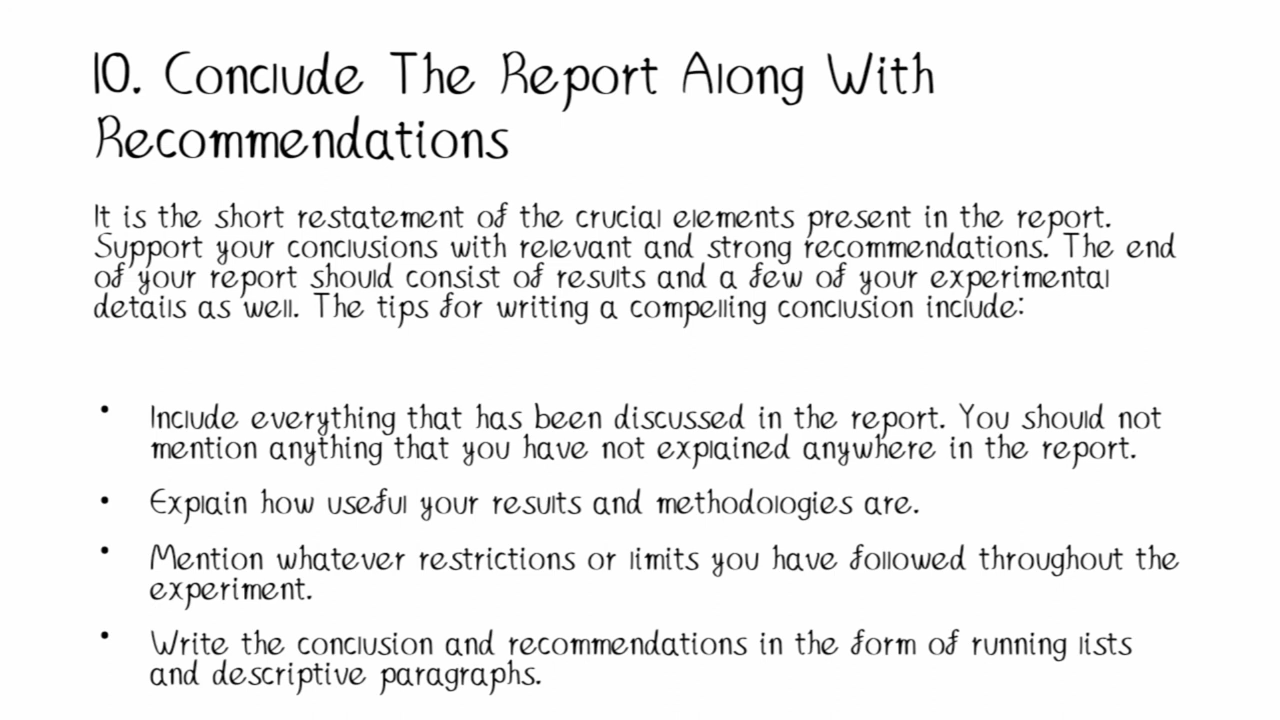 10. Conclude The Report Along With
Recommendations
It is the short restatement of the crucial elements present in the report.
Support your conclusions with relevant and strong recommendations. The end
of your report should consist of results and a few of your experimental
details as well. The tips for writing a compelling conclusion include:
• Include everything that has been discussed in the report. You should not
mention anything that you have not explained anywhere in the report.
• Explain how useful your results and methodologies are.
• Mention whatever restrictions or limits you have followed throughout the
experiment.
• Write the conclusion and recommendations in the form of running lists
and descriptive paragraphs.